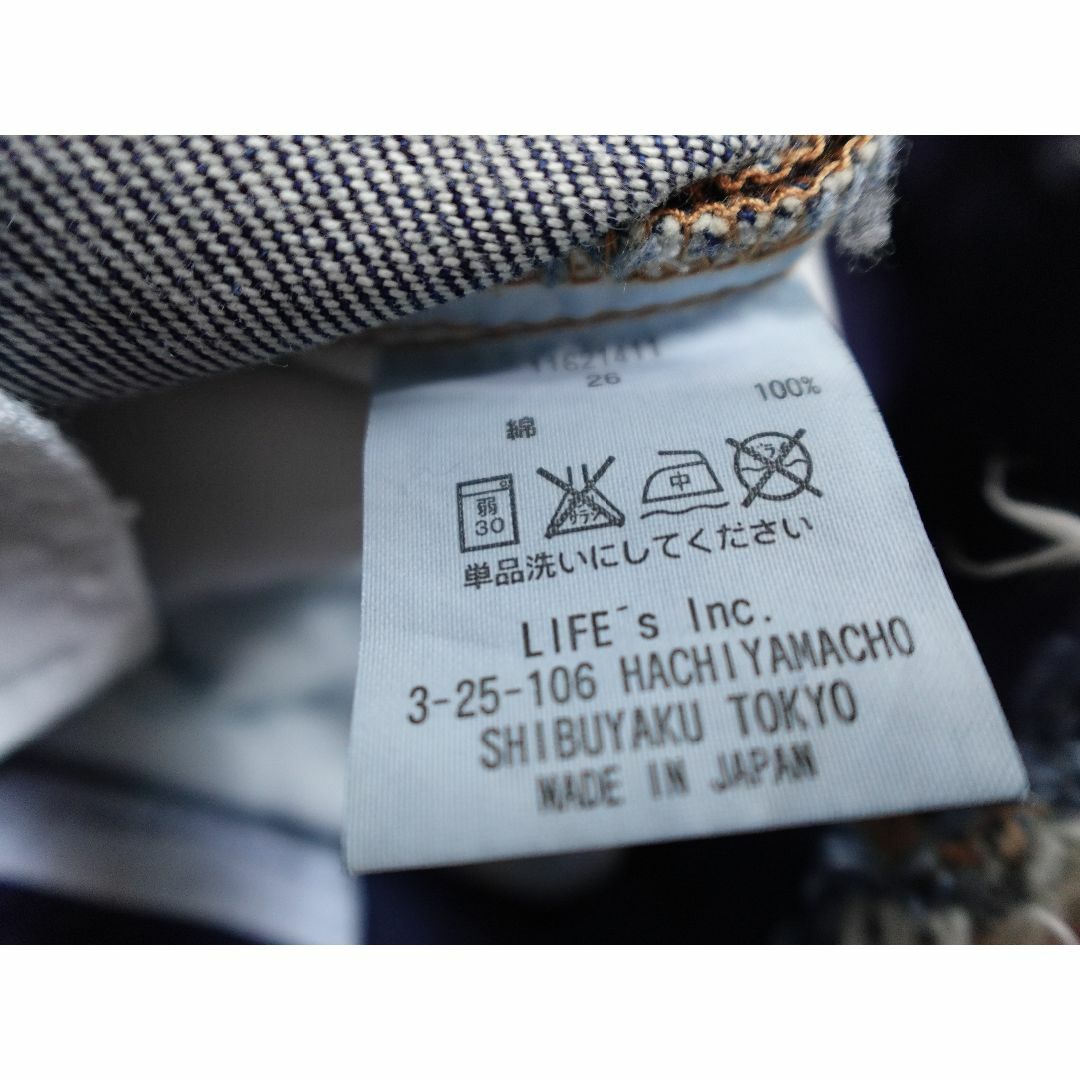 26
綿 100%
弱
30
中
単品洗いにしてください
LIFE´s Inc.
3-25-106 HACHIYAMACHO
SHIBUYAKU TOKYO
MADE IN JAPAN